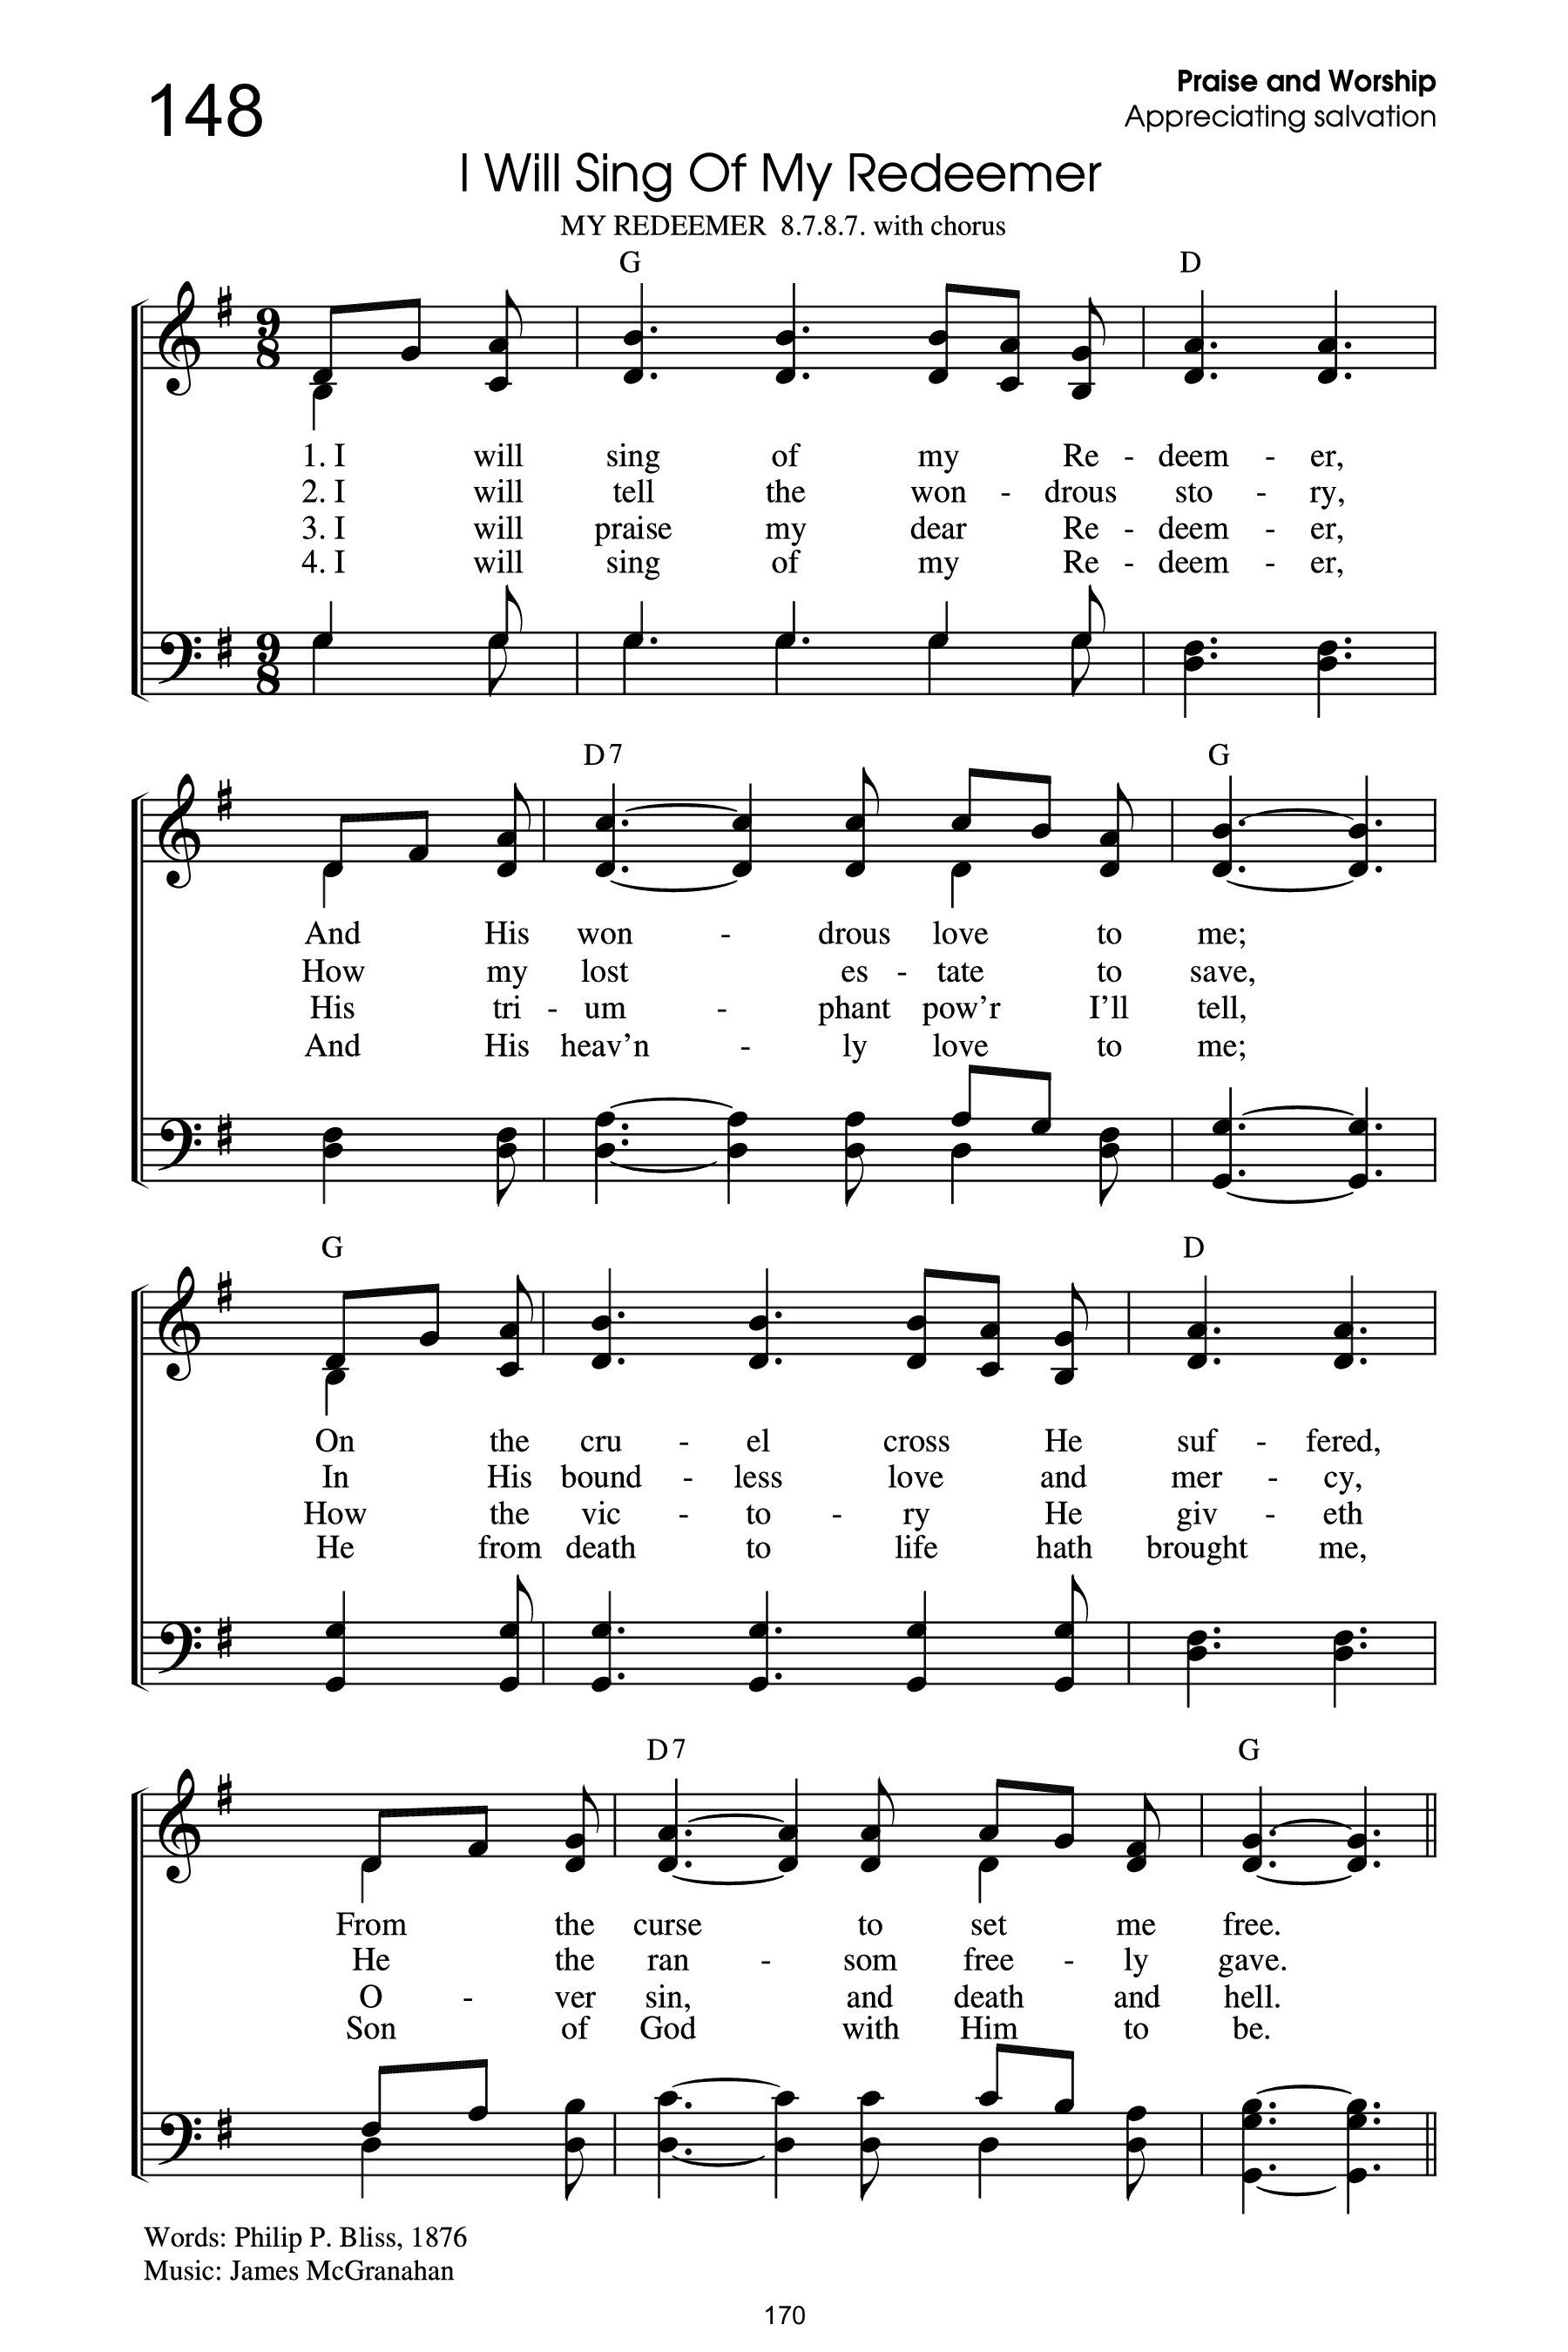 148
Praise and Worship
Appreciating salvation
I Will Sing Of My Redeemer
MY REDEEMER 8.7.8.7. with chorus
G D
9 8
1. I will sing of my Re - deem - er,
2. I will tell the won - drous sto - ry,
3. I will praise my dear Re - deem - er,
4. I will sing of my Re - deem - er,
9 8
D7 G
And His won - drous love to me;
How my lost es - tate to save,
His tri - um - phant pow'r I'll tell,
And His heav'n - ly love to me;
G D
On the cru - el cross He suf - fered,
In His bound - less love and mer - cy,
How the vic - to - ry He giv - eth
He from death to life hath brought me,
D7 G
From the curse to set me free.
He the ran - som free - ly gave.
O - ver sin, and death and hell.
Son of God with Him to be.
Words: Philip P. Bliss, 1876
Music: James McGranahan
170